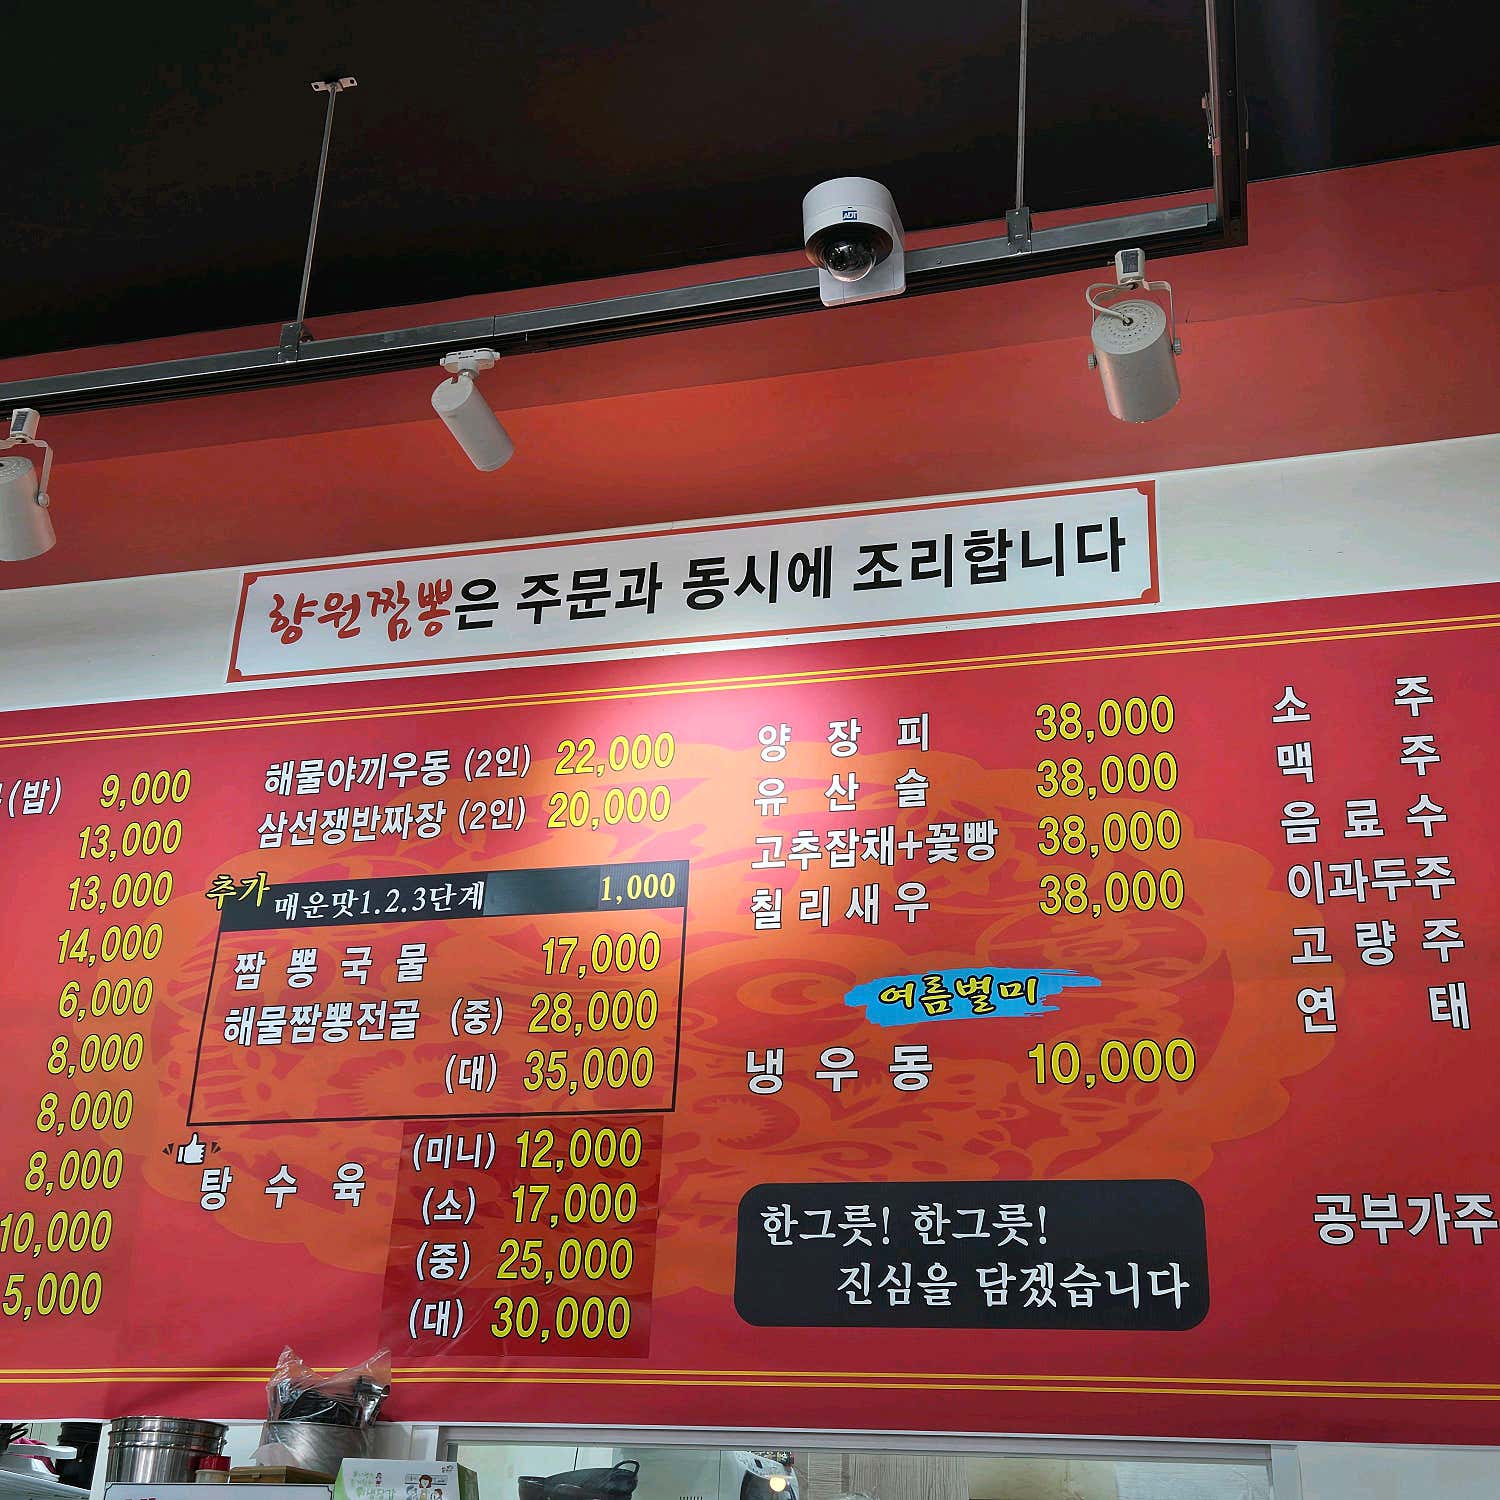 ADT
향원짬뽕은 주문과 동시에 조리합니다
(밥) 9,000
13,000
13,000
14,000
6,000
8,000
8,000
8,000
10,000
5,000
해물야끼우동 (2인) 22,000
삼선쟁반짜장 (2인) 20,000
추가 매운맛1.2.3단계 1,000
짬뽕국물 17,000
해물짬뽕전골 (중) 28,000
(대) 35,000
탕수육 (미니) 12,000
(소) 17,000
(중) 25,000
(대) 30,000
양장피 38,000
유산슬 38,000
고추잡채+꽃빵 38,000
칠리새우 38,000
여름별미
냉우동 10,000
한그릇! 한그릇!
진심을 담겠습니다
소주
맥주
음료수
이과두주
고량주
연태
공부가주